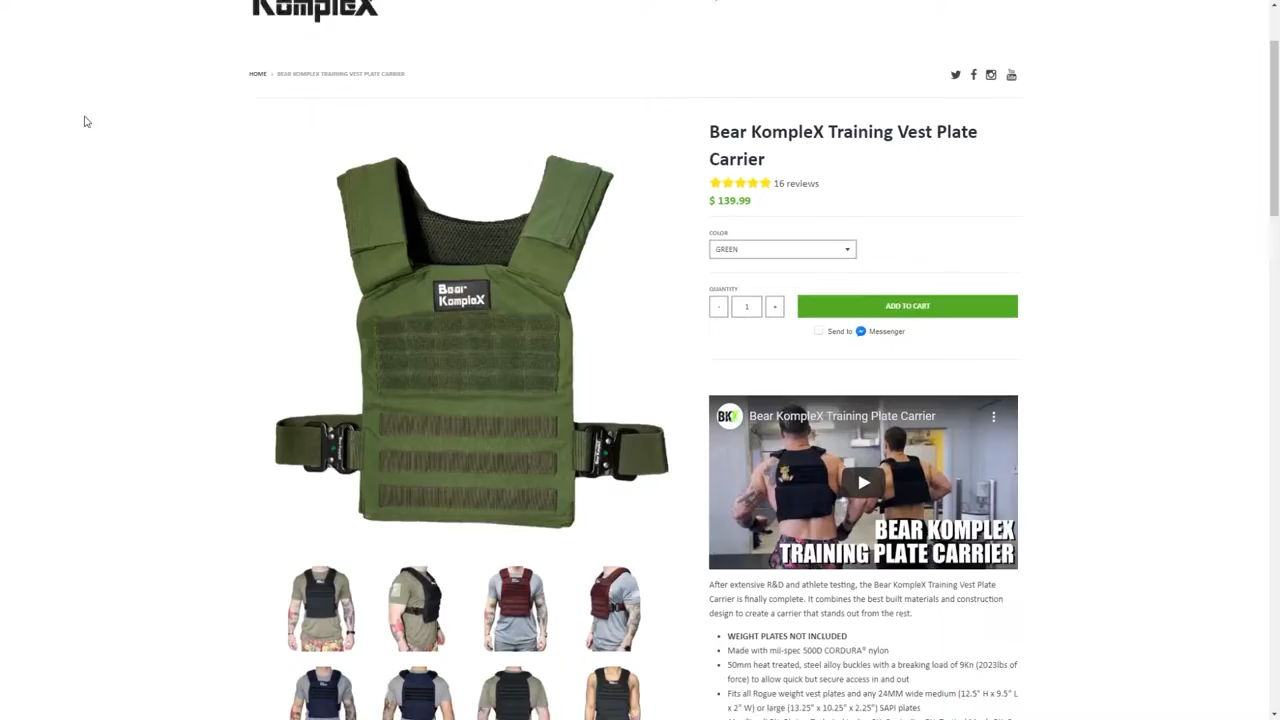 KompleX
HOME › BEAR KOMPLEX TRAINING VEST PLATE CARRIER
Bear KompleX Training Vest Plate
Carrier
16 reviews
$ 139.99
COLOR
GREEN
QUANTITY
- 1 +
ADD TO CART
Send to Messenger
Bear
KompleX
BKX
Bear KompleX Training Plate Carrier
BEAR KOMPLEX
TRAINING PLATE CARRIER
After extensive R&D and athlete testing, the Bear KompleX Training Vest Plate
Carrier is finally complete. It combines the best built materials and construction
design to create a carrier that stands out from the rest.
• WEIGHT PLATES NOT INCLUDED
• Made with mil-spec 500D CORDURA® nylon
• 50mm heat treated, steel alloy buckles with a breaking load of 9Kn (2023lbs of
force) to allow quick but secure access in and out
• Fits all Rogue weight vest plates and any 24MM wide medium (12.5" H x 9.5" L
x 2" W) or large (13.25" x 10.25" x 2.25") SAPI plates